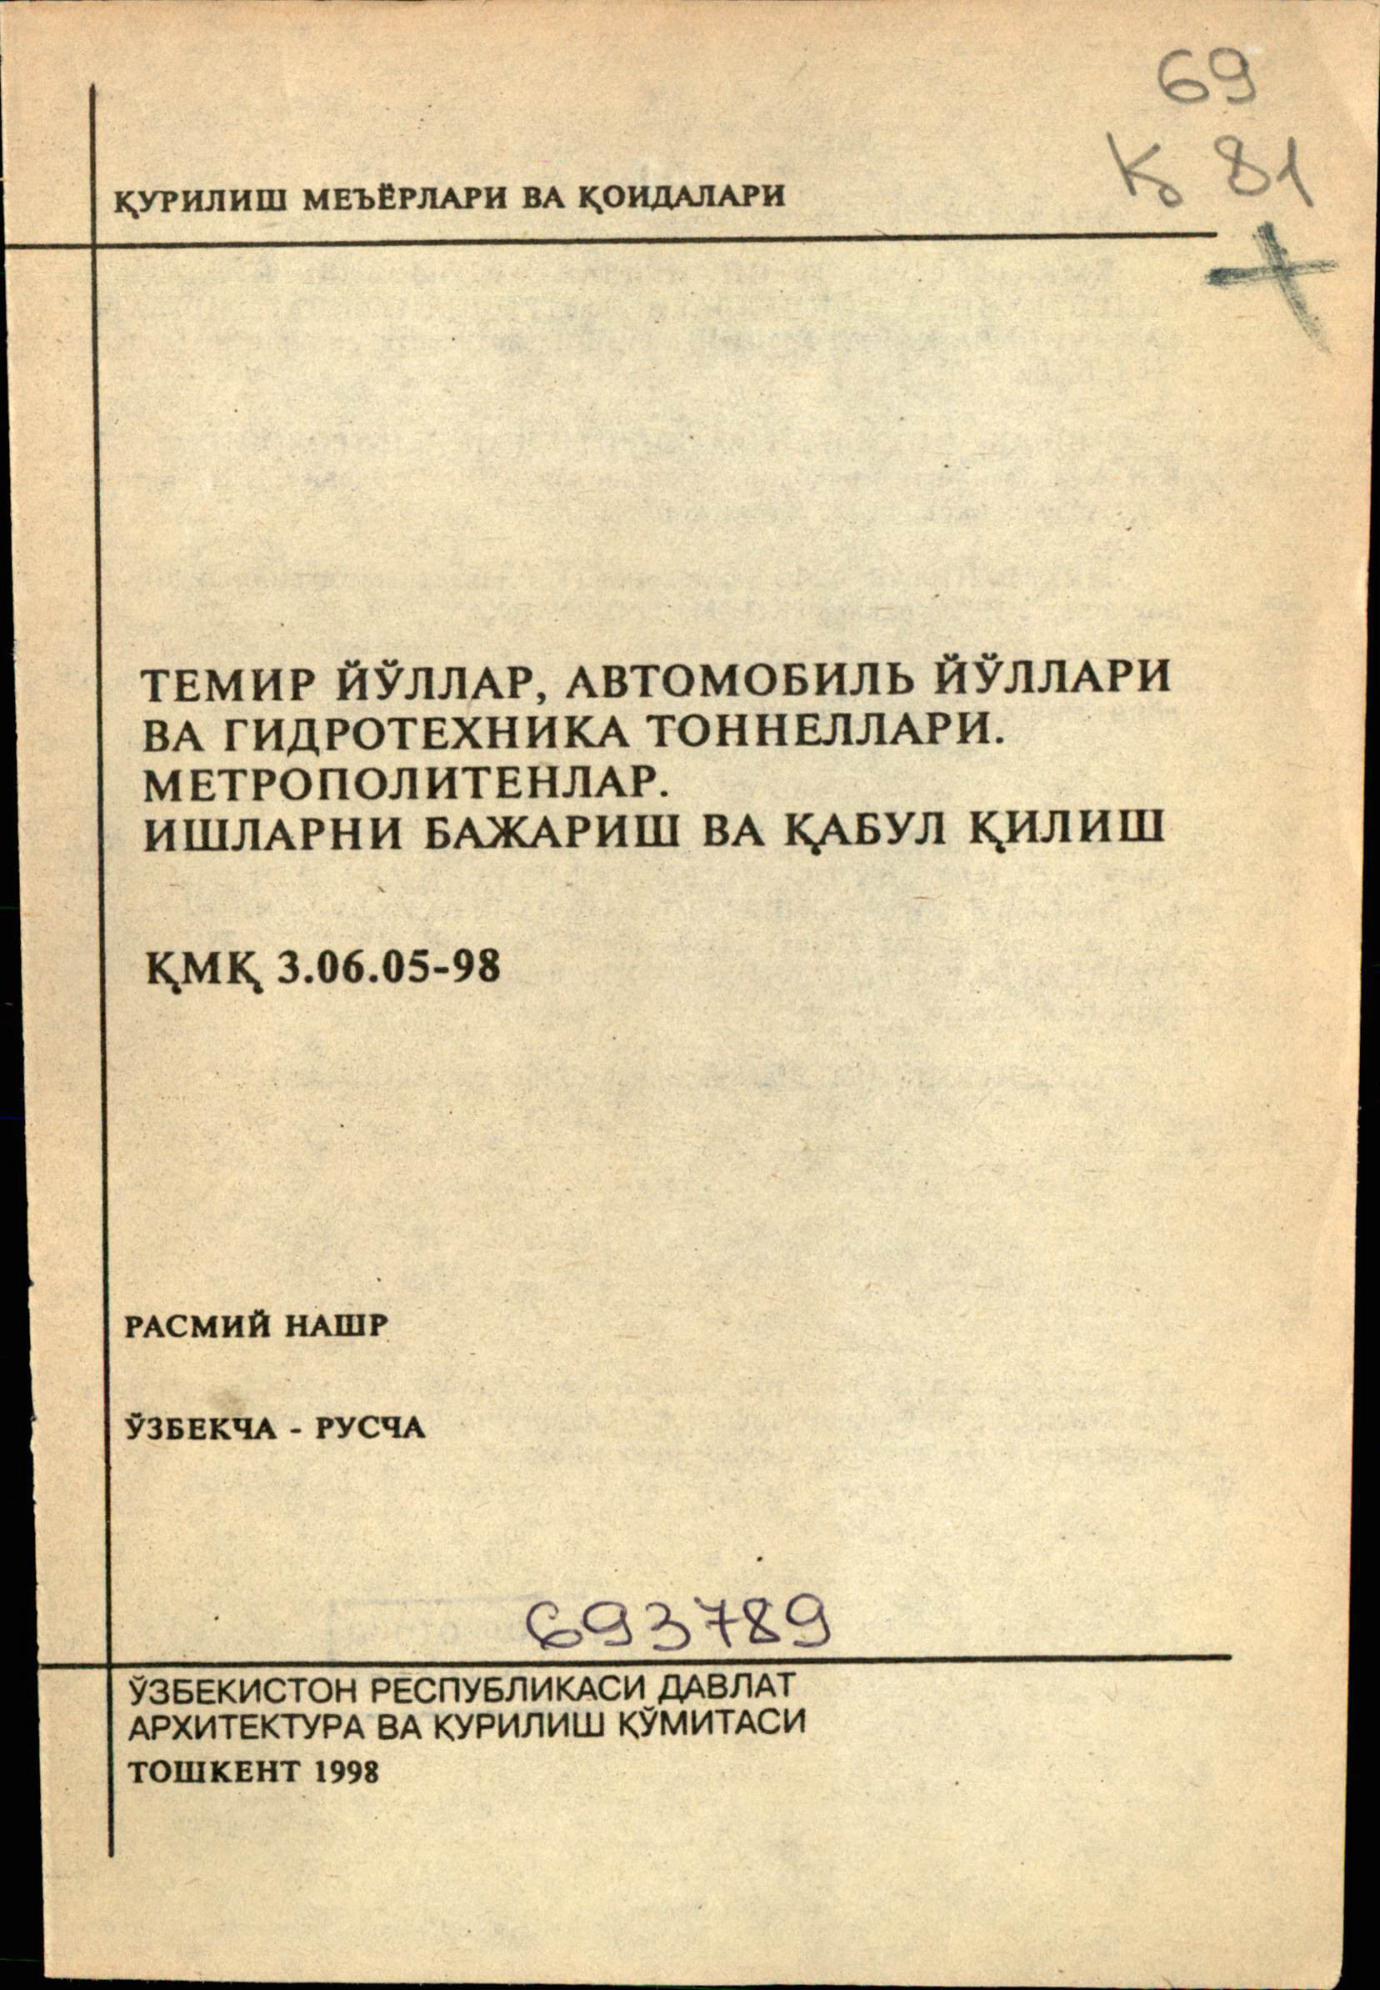 69
Қ 81
ҚУРИЛИШ МЕЪЁРЛАРИ ВА ҚОИДАЛАРИ
ТЕМИР ЙЎЛЛАР, АВТОМОБИЛЬ ЙЎЛЛАРИ
ВА ГИДРОТЕХНИКА ТОННЕЛЛАРИ.
МЕТРОПОЛИТЕНЛАР.
ИШЛАРНИ БАЖАРИШ ВА ҚАБУЛ ҚИЛИШ
ҚМҚ 3.06.05-98
РАСМИЙ НАШР
ЎЗБЕКЧА - РУСЧА
693789
ЎЗБЕКИСТОН РЕСПУБЛИКАСИ ДАВЛАТ
АРХИТЕКТУРА ВА ҚУРИЛИШ ҚЎМИТАСИ
ТОШКЕНТ 1998